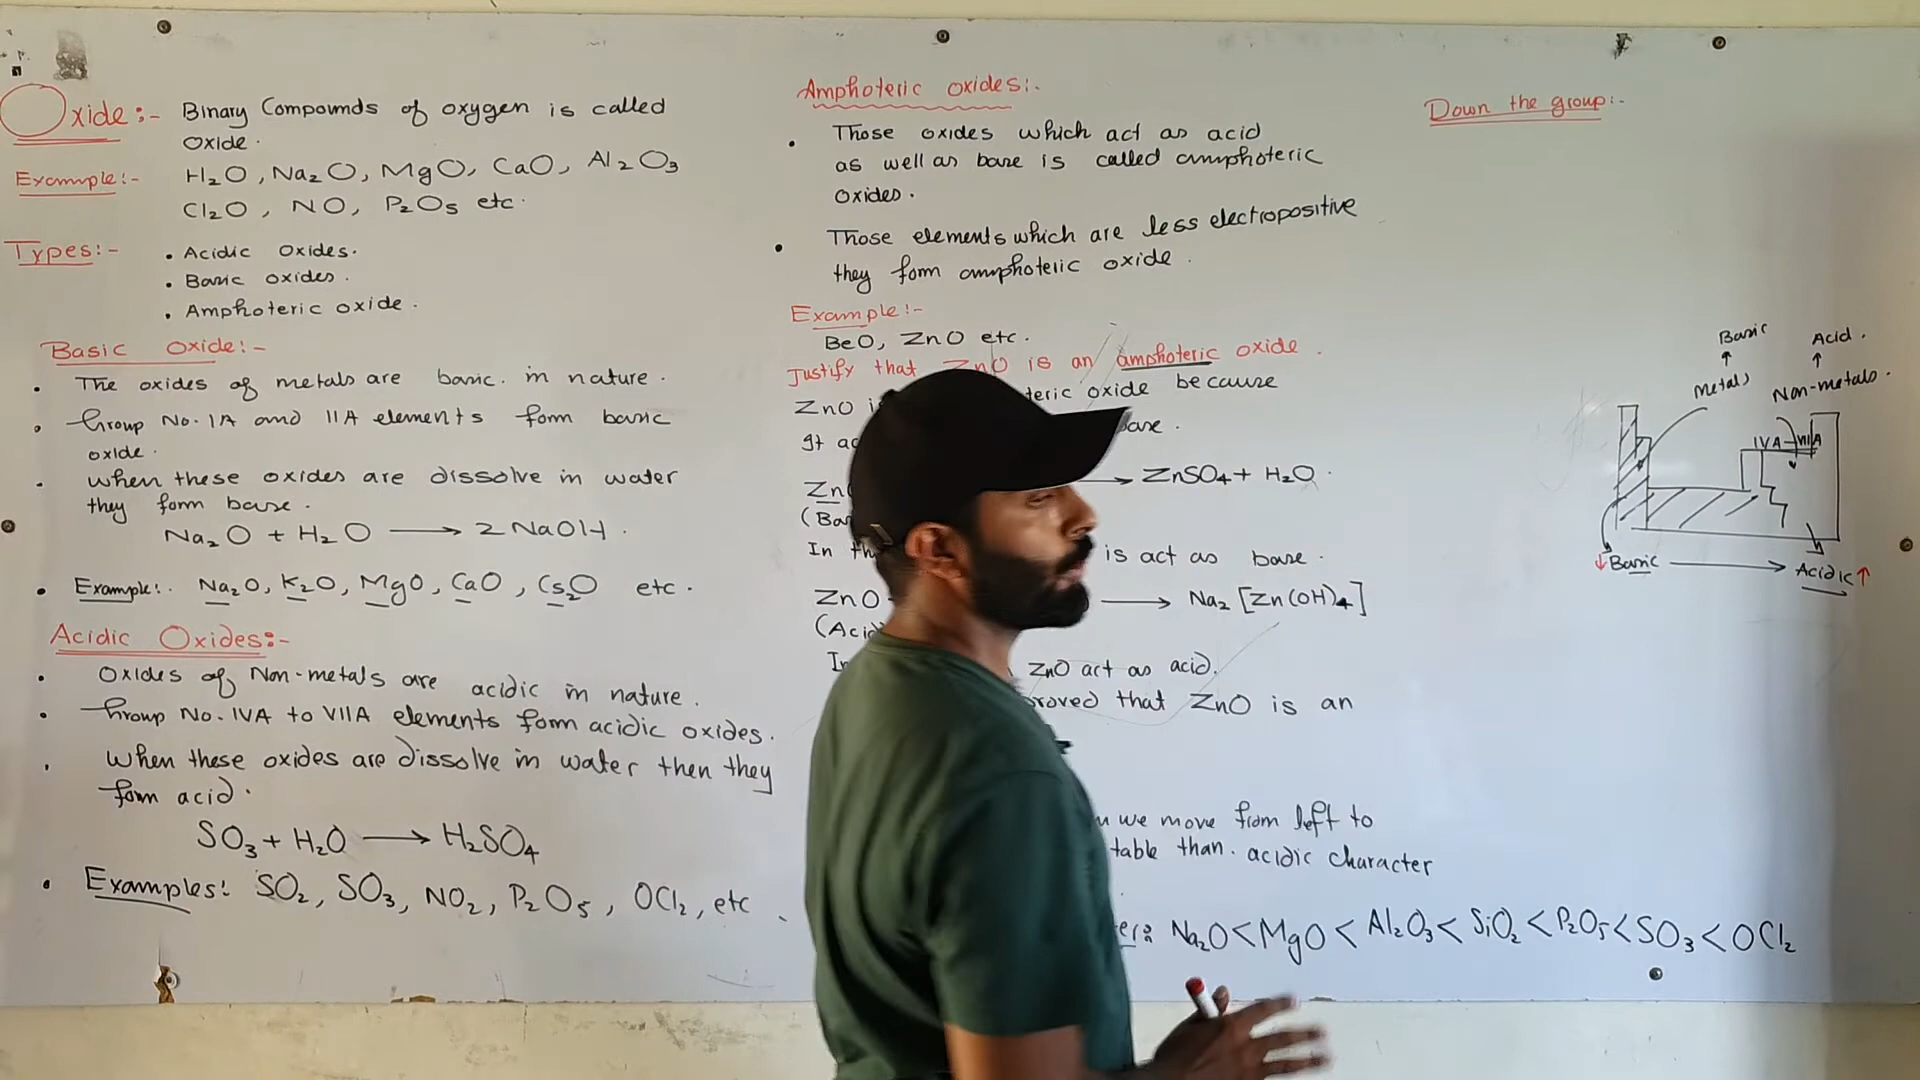 Oxide:- Binary Compounds of oxygen is called
oxide.
Example:- H2O, Na2O, MgO, CaO, Al2O3
Cl2O, NO, P2O5 etc.
Types:- • Acidic Oxides.
• Basic oxides.
• Amphoteric oxide.
Basic Oxide:-
• The oxides of metals are basic. in nature.
• Group No. IA and IIA elements form basic
oxide.
• when these oxides are dissolve in water
they form base.
Na2O + H2O ⟶ 2NaOH.
• Example:. Na2O, K2O, MgO, CaO, Cs2O etc.
Acidic Oxides:-
• Oxides of Non-metals are acidic in nature.
• Group No. IVA to VIIA elements form acidic oxides.
• when these oxides are dissolve in water then they
form acid.
SO3 + H2O ⟶ H2SO4
• Examples: SO2, SO3, NO2, P2O5, OCl2, etc
Amphoteric oxides:-
• Those oxides which act as acid
as well as base is called amphoteric
oxides.
• Those elements which are less electropositive
they form amphoteric oxide.
Example:-
BeO, ZnO etc.
Justify that ZnO is an amphoteric oxide.
ZnO oxide because
⟶ ZnSO4 + H2O.
is act as base.
ZnO ⟶ Na2[Zn(OH)4]
ZnO act as acid.
that ZnO is an
we move from left to
than. acidic character
Na2O < MgO < Al2O3 < SiO2 < P2O5 < SO3 < OCl2
Down the group:-
Basic Acid.
↑ ↑
Metals Non-metals.
IVA-VIIA
↓ Basic ⟶ Acidic ↑